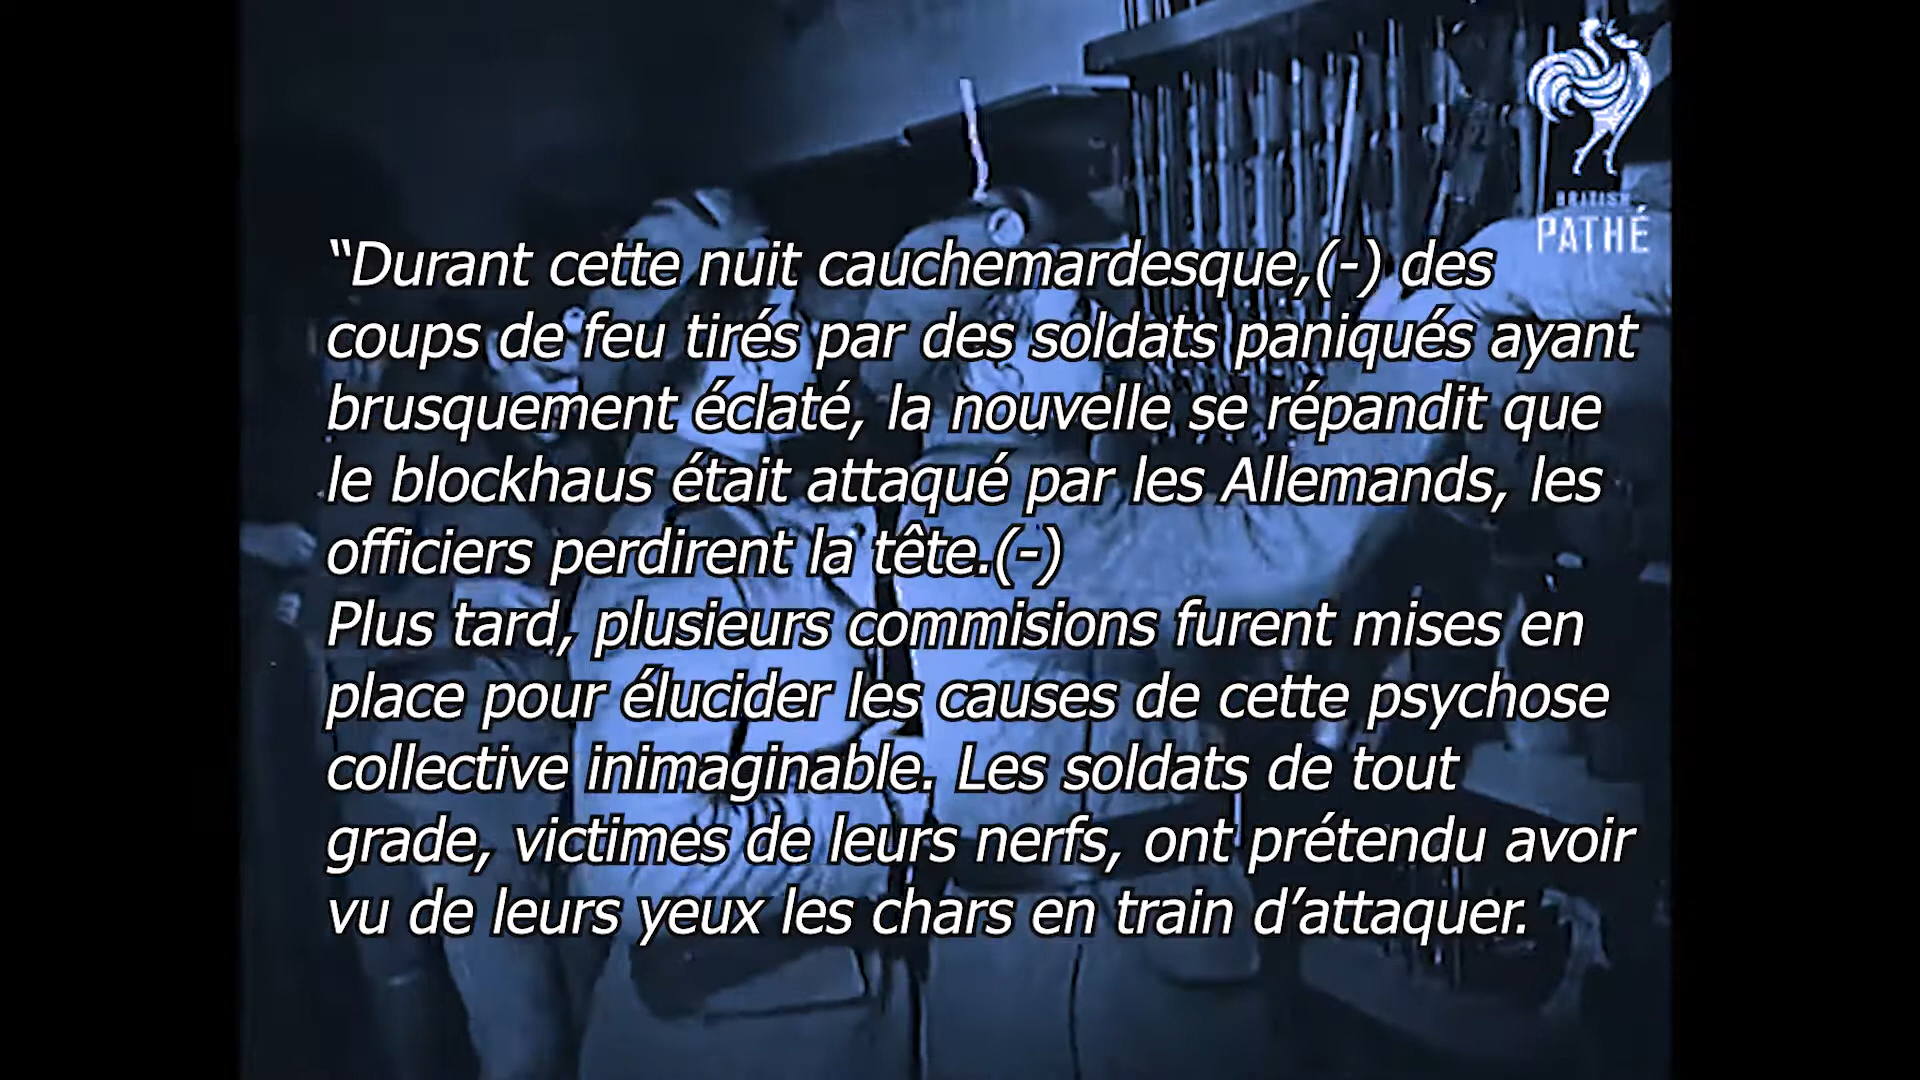 “Durant cette nuit cauchemardesque,(-) des
coups de feu tirés par des soldats paniqués ayant
brusquement éclaté, la nouvelle se répandit que
le blockhaus était attaqué par les Allemands, les
officiers perdirent la tête.(-)
Plus tard, plusieurs commisions furent mises en
place pour élucider les causes de cette psychose
collective inimaginable. Les soldats de tout
grade, victimes de leurs nerfs, ont prétendu avoir
vu de leurs yeux les chars en train d’attaquer.
BRITISH
PATHÉ